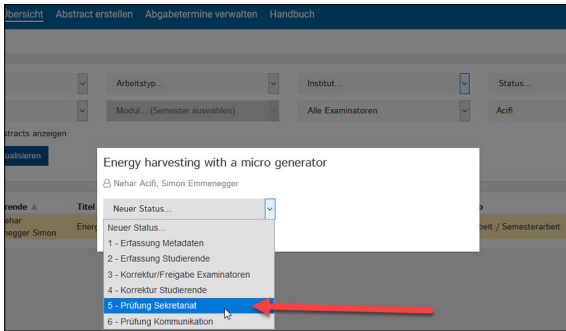 Übersicht Abstract erstellen Abgabetermine verwalten Handbuch
Arbeitstyp... Institut... Status...
Modul... (Semester auswählen) Alle Examinatoren Acifi
stracts anzeigen
ualisieren
Energy harvesting with a micro generator
Nehar Acifi, Simon Emmenegger
rende Titel
Neuer Status...
ehar
negger Simon Energ beit / Semesterarbeit
Neuer Status...
1 - Erfassung Metadaten
2 - Erfassung Studierende
3 - Korrektur/Freigabe Examinatoren
4 - Korrektur Studierende
5 - Prüfung Sekretariat
6 - Prüfung Kommunikation